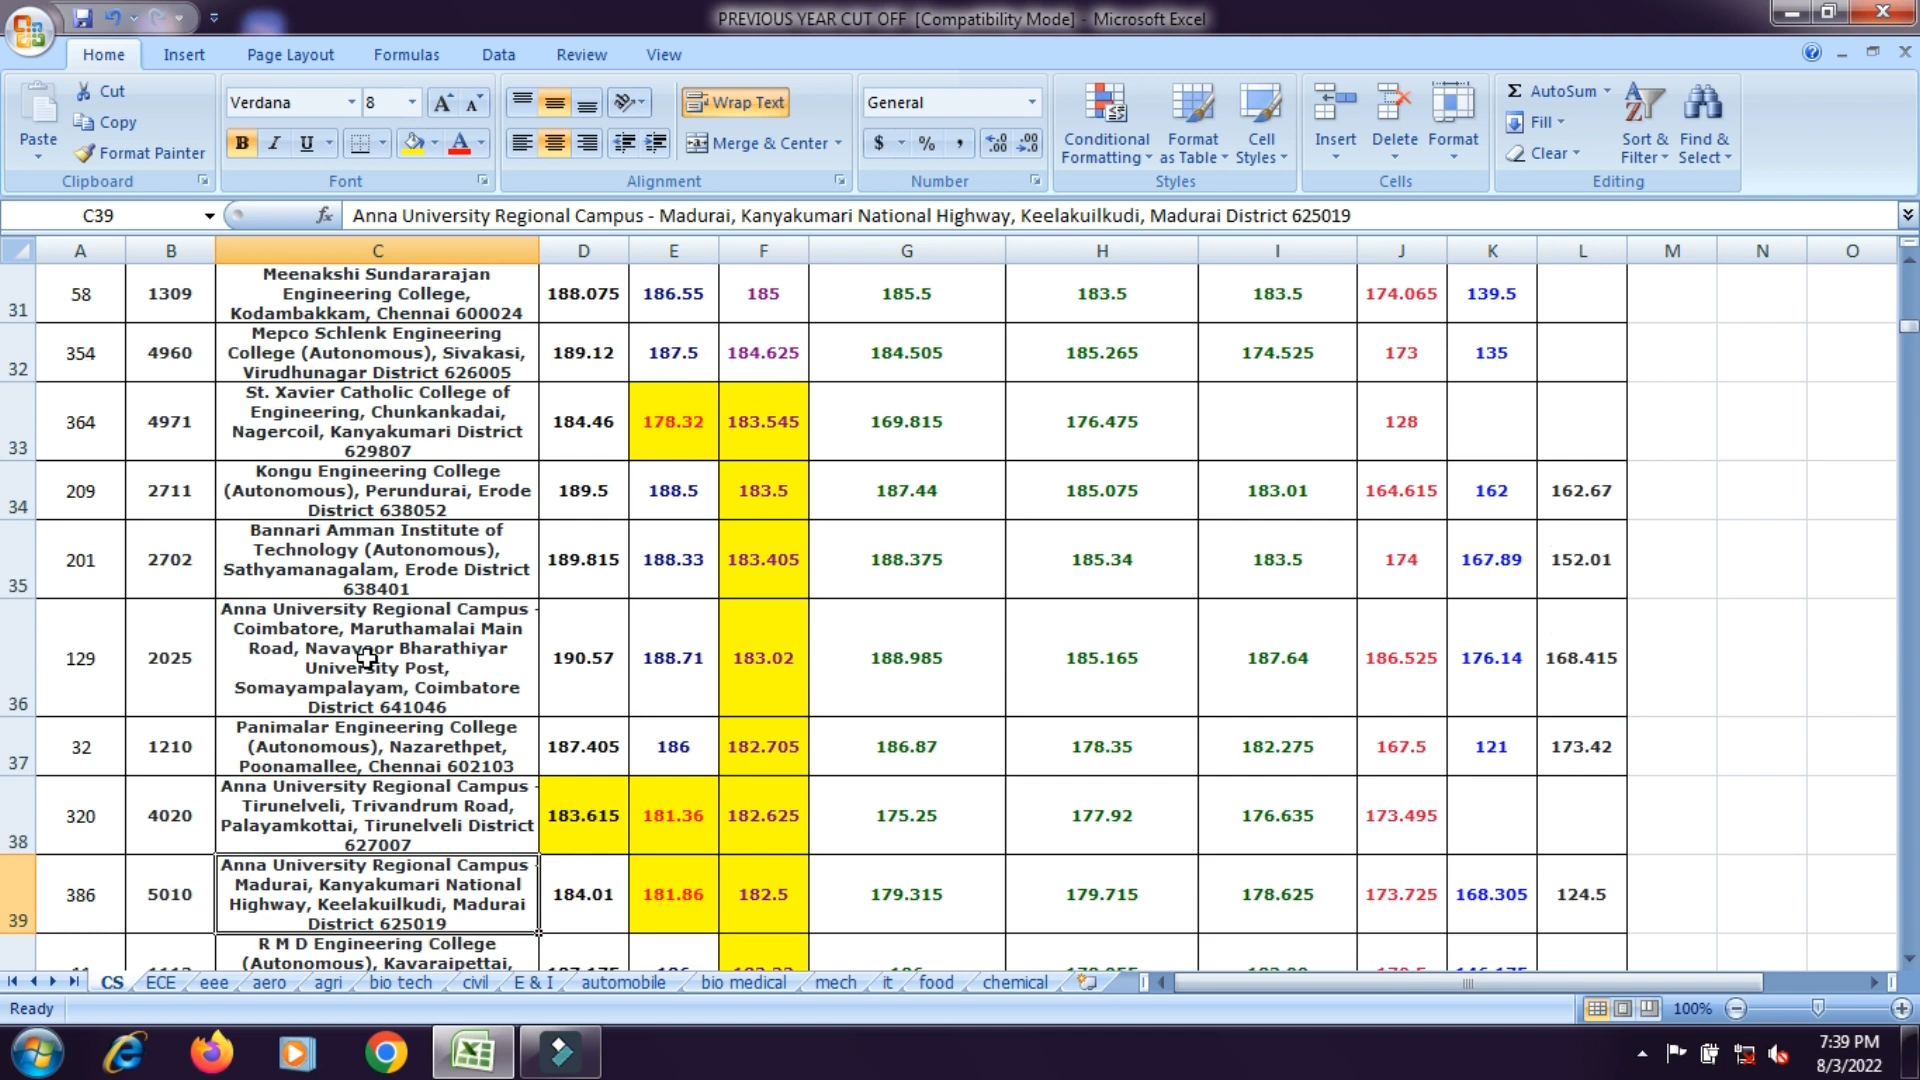 PREVIOUS YEAR CUT OFF [Compatibility Mode] - Microsoft Excel
Home Insert Page Layout Formulas Data Review View
Paste
Cut
Copy
Format Painter
Clipboard
Verdana 8
B I U
Font
Wrap Text
Merge & Center
Alignment
General
$ % ,
Number
Conditional Formatting
Format as Table
Cell Styles
Styles
Insert Delete Format
Cells
AutoSum
Fill
Clear
Sort & Filter
Find & Select
Editing
C39 fx Anna University Regional Campus - Madurai, Kanyakumari National Highway, Keelakuilkudi, Madurai District 625019
A B C D E F G H I J K L M N O
31 58 1309 Meenakshi Sundararajan
Engineering College,
Kodambakkam, Chennai 600024
188.075 186.55 185 185.5 183.5 183.5 174.065 139.5
32 354 4960 Mepco Schlenk Engineering
College (Autonomous), Sivakasi,
Virudhunagar District 626005
189.12 187.5 184.625 184.505 185.265 174.525 173 135
33 364 4971 St. Xavier Catholic College of
Engineering, Chunkankadai,
Nagercoil, Kanyakumari District
629807
184.46 178.32 183.545 169.815 176.475 128
34 209 2711 Kongu Engineering College
(Autonomous), Perundurai, Erode
District 638052
189.5 188.5 183.5 187.44 185.075 183.01 164.615 162 162.67
35 201 2702 Bannari Amman Institute of
Technology (Autonomous),
Sathyamanagalam, Erode District
638401
189.815 188.33 183.405 188.375 185.34 183.5 174 167.89 152.01
36 129 2025 Anna University Regional Campus -
Coimbatore, Maruthamalai Main
Road, Bharathiyar
University Post,
Somayampalayam, Coimbatore
District 641046
190.57 188.71 183.02 188.985 185.165 187.64 186.525 176.14 168.415
37 32 1210 Panimalar Engineering College
(Autonomous), Nazarethpet,
Poonamallee, Chennai 602103
187.405 186 182.705 186.87 178.35 182.275 167.5 121 173.42
38 320 4020 Anna University Regional Campus -
Tirunelveli, Trivandrum Road,
Palayamkottai, Tirunelveli District
627007
183.615 181.36 182.625 175.25 177.92 176.635 173.495
39 386 5010 Anna University Regional Campus -
Madurai, Kanyakumari National
Highway, Keelakuilkudi, Madurai
District 625019
184.01 181.86 182.5 179.315 179.715 178.625 173.725 168.305 124.5
R M D Engineering College
(Autonomous), Kavaraipettai,
CS ECE eee aero agri bio tech civil E & I automobile bio medical mech it food chemical
Ready 100%
7:39 PM
8/3/2022